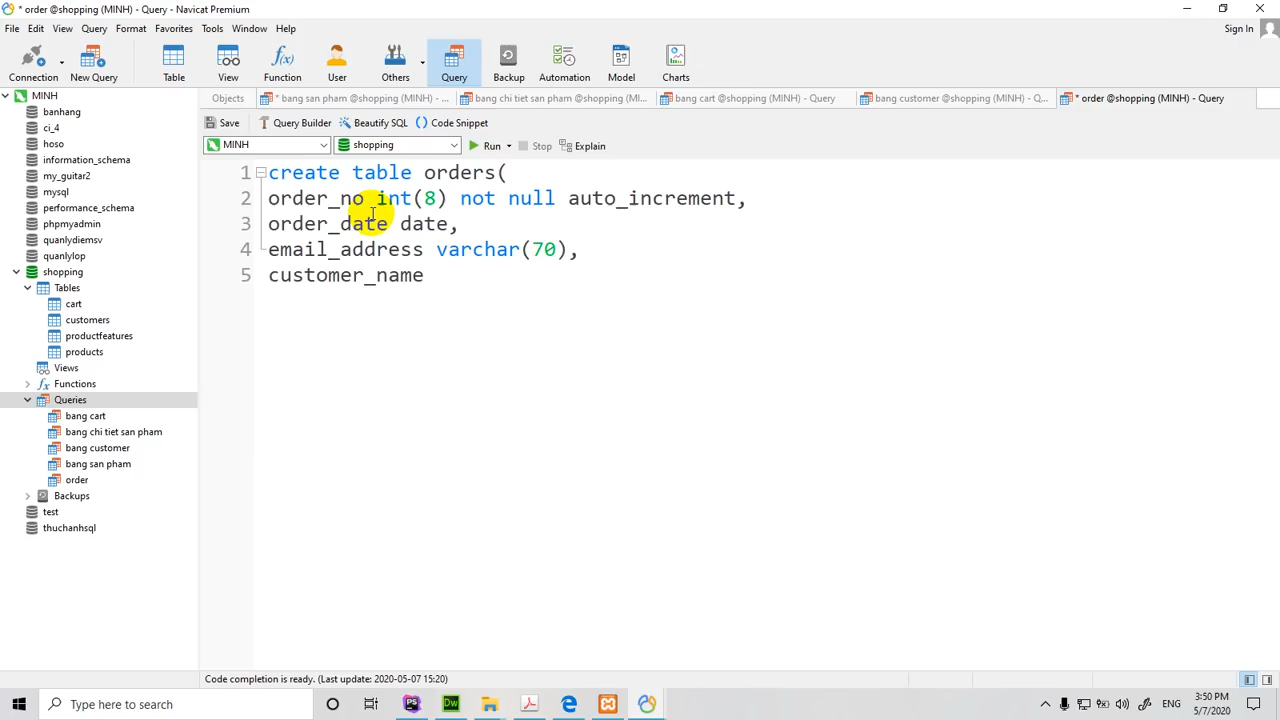 * order @shopping (MINH) - Query - Navicat Premium
File Edit View Query Format Tools Window Help
Sign In
Connection New Query Table View Function User Others Query Backup Automation Model Charts
MINH
banhang
ci_4
hoso
information_schema
my_guitar2
mysql
performance_schema
phpmyadmin
quanlydiemsv
quanlylop
shopping
Tables
cart
customers
productfeatures
products
Views
Functions
Queries
bang cart
bang chi tiet san pham
bang customer
bang san pham
order
Backups
test
thuchanhsql
Objects * bang san pham @shopping (MINH) - ... bang chi tiet san pham @shopping (MI... bang cart @shopping (MINH) - Query bang customer @shopping (MINH) - Q... * order @shopping (MINH) - Query
Save Query Builder Beautify SQL () Code Snippet
MINH shopping Run Stop Explain
1 create table orders(
2 order_no int(8) not null auto_increment,
3 order_date date,
4 email_address varchar(70),
5 customer_name
Code completion is ready. (Last update: 2020-05-07 15:20)
Type here to search
Ps
Dw
ENG
3:50 PM
5/7/2020